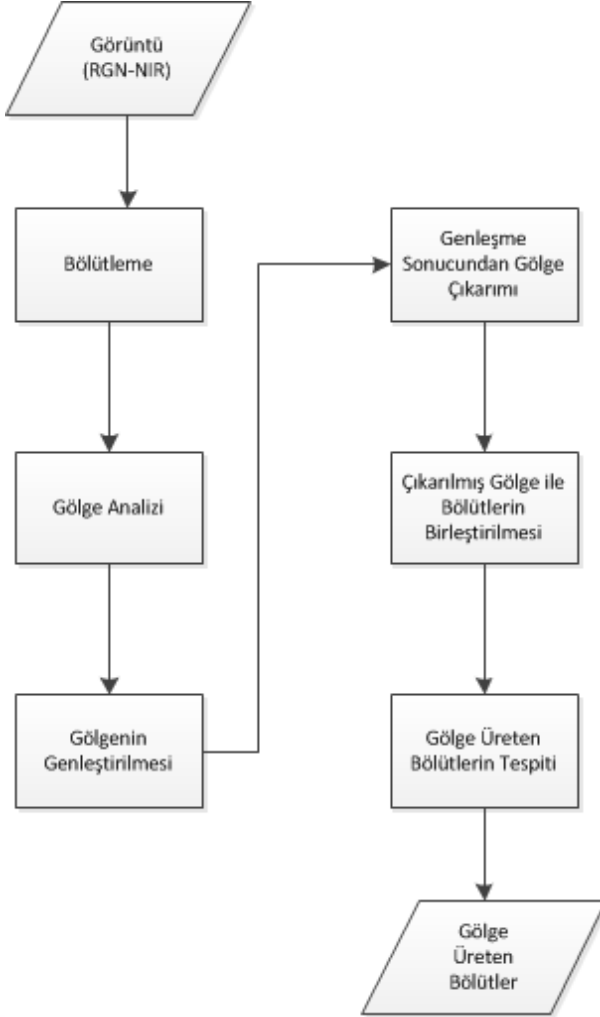 Görüntü
(RGN-NIR)
Bölütleme
Gölge Analizi
Gölgenin
Genleştirilmesi
Genleşme
Sonucundan Gölge
Çıkarımı
Çıkarılmış Gölge ile
Bölütlerin
Birleştirilmesi
Gölge Üreten
Bölütlerin Tespiti
Gölge
Üreten
Bölütler